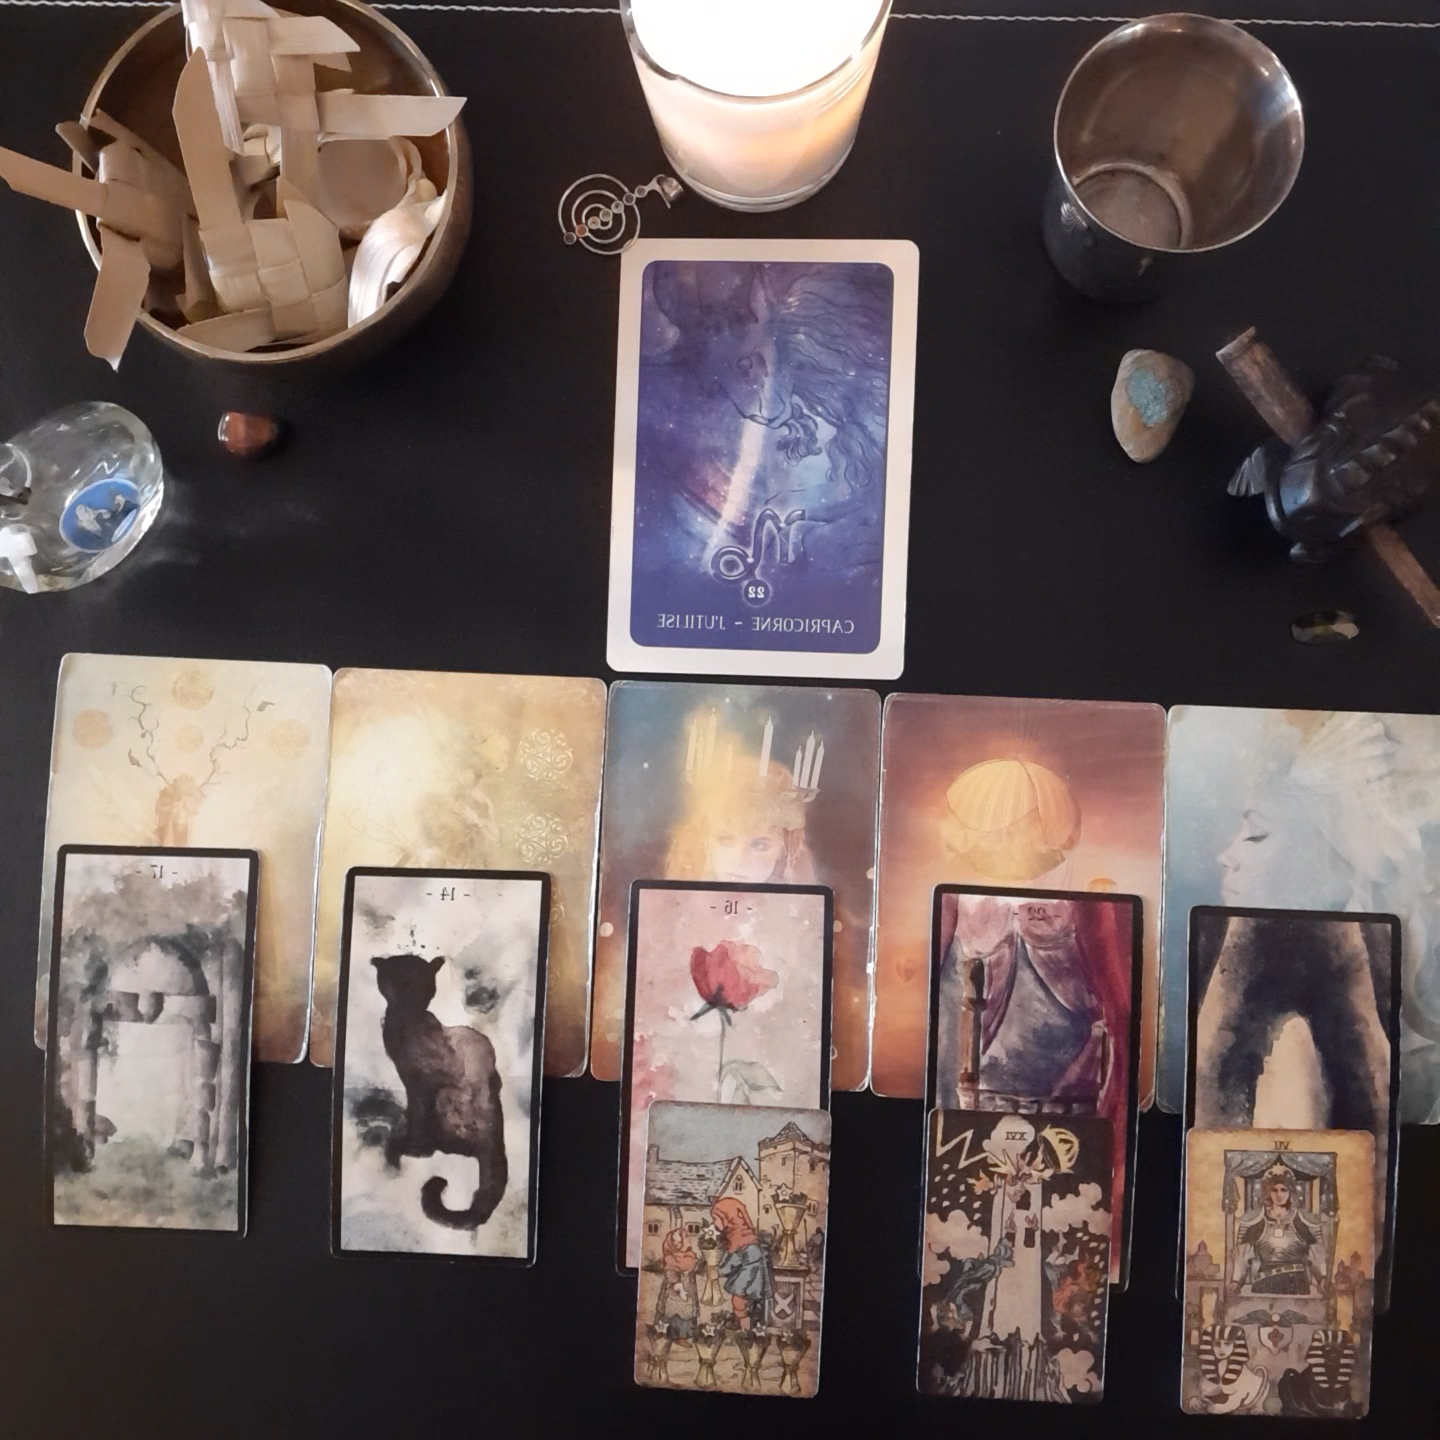 22
CAPRICORNE ~ J'UTILISE
- 17 -
- 14 -
- 16 -
- 22 -
XVI
VII